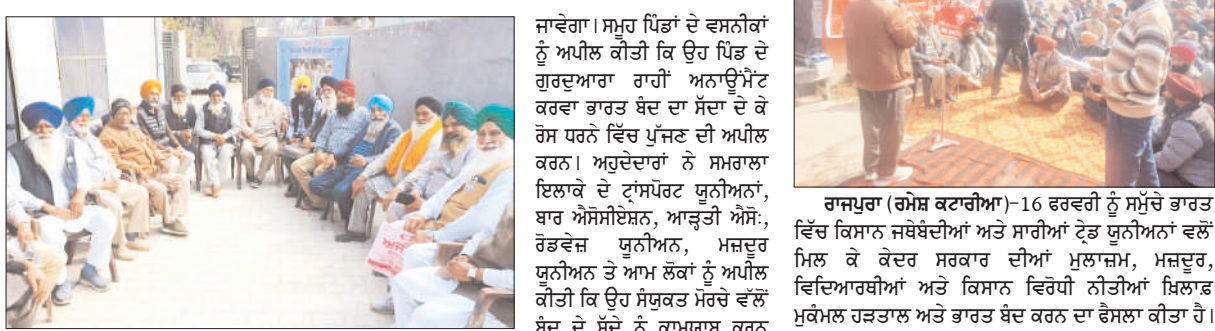 ਜਾਵੇਗਾ। ਸਮੂਹ ਪਿੰਡਾਂ ਦੇ ਵਸਨੀਕਾਂ
ਨੂੰ ਅਪੀਲ ਕੀਤੀ ਕਿ ਉਹ ਪਿੰਡ ਦੇ
ਗੁਰਦੁਆਰਾ ਰਾਹੀਂ ਅਨਾਊਂਮੈਂਟ
ਕਰਵਾ ਭਾਰਤ ਬੰਦ ਦਾ ਸੱਦਾ ਦੇ ਕੇ
ਰੋਸ ਧਰਨੇ ਵਿੱਚ ਪੁੱਜਣ ਦੀ ਅਪੀਲ
ਕਰਨ। ਅਹੁਦੇਦਾਰਾਂ ਨੇ ਸਮਰਾਲਾ
ਇਲਾਕੇ ਦੇ ਟ੍ਰਾਂਸਪੋਰਟ ਯੂਨੀਅਨਾਂ,
ਬਾਰ ਐਸੋਸੀਏਸ਼ਨ, ਆੜ੍ਹਤੀ ਐਸੋ:,
ਰੋਡਵੇਜ਼ ਯੂਨੀਅਨ, ਮਜ਼ਦੂਰ
ਯੂਨੀਅਨ ਤੇ ਆਮ ਲੋਕਾਂ ਨੂੰ ਅਪੀਲ
ਕੀਤੀ ਕਿ ਉਹ ਸੰਯੁਕਤ ਮੋਰਚੇ ਵੱਲੋਂ
ਬੰਦ ਦੇ ਸੱਦੇ ਨੂੰ ਕਾਮਯਾਬ ਕਰਨ
ਰਾਜਪੁਰਾ (ਰਮੇਸ਼ ਕਟਾਰੀਆ)–16 ਫਰਵਰੀ ਨੂੰ ਸਮੁੱਚੇ ਭਾਰਤ
ਵਿੱਚ ਕਿਸਾਨ ਜਥੇਬੰਦੀਆਂ ਅਤੇ ਸਾਰੀਆਂ ਟ੍ਰੇਡ ਯੂਨੀਅਨਾਂ ਵਲੋਂ
ਮਿਲ ਕੇ ਕੇਦਰ ਸਰਕਾਰ ਦੀਆਂ ਮੁਲਾਜ਼ਮ, ਮਜ਼ਦੂਰ,
ਵਿਦਿਆਰਥੀਆਂ ਅਤੇ ਕਿਸਾਨ ਵਿਰੋਧੀ ਨੀਤੀਆਂ ਖ਼ਿਲਾਫ਼
ਮੁਕੰਮਲ ਹੜਤਾਲ ਅਤੇ ਭਾਰਤ ਬੰਦ ਕਰਨ ਦਾ ਫੈਸਲਾ ਕੀਤਾ ਹੈ।